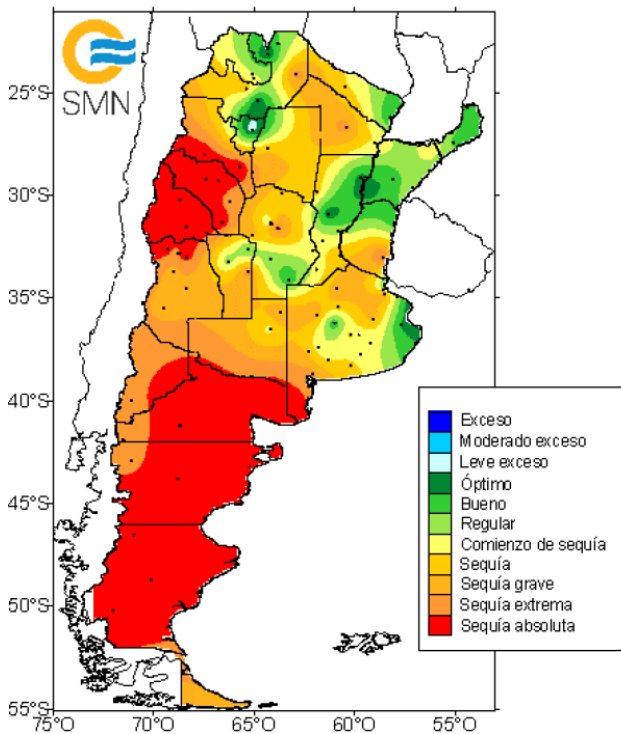 SMN
25°S
30°S
35°S
40°S
45°S
50°S
55°S
75°O
70°O
65°O
60°O
55°O
Exceso
Moderado exceso
Leve exceso
Óptimo
Bueno
Regular
Comienzo de sequía
Sequía
Sequía grave
Sequía extrema
Sequía absoluta